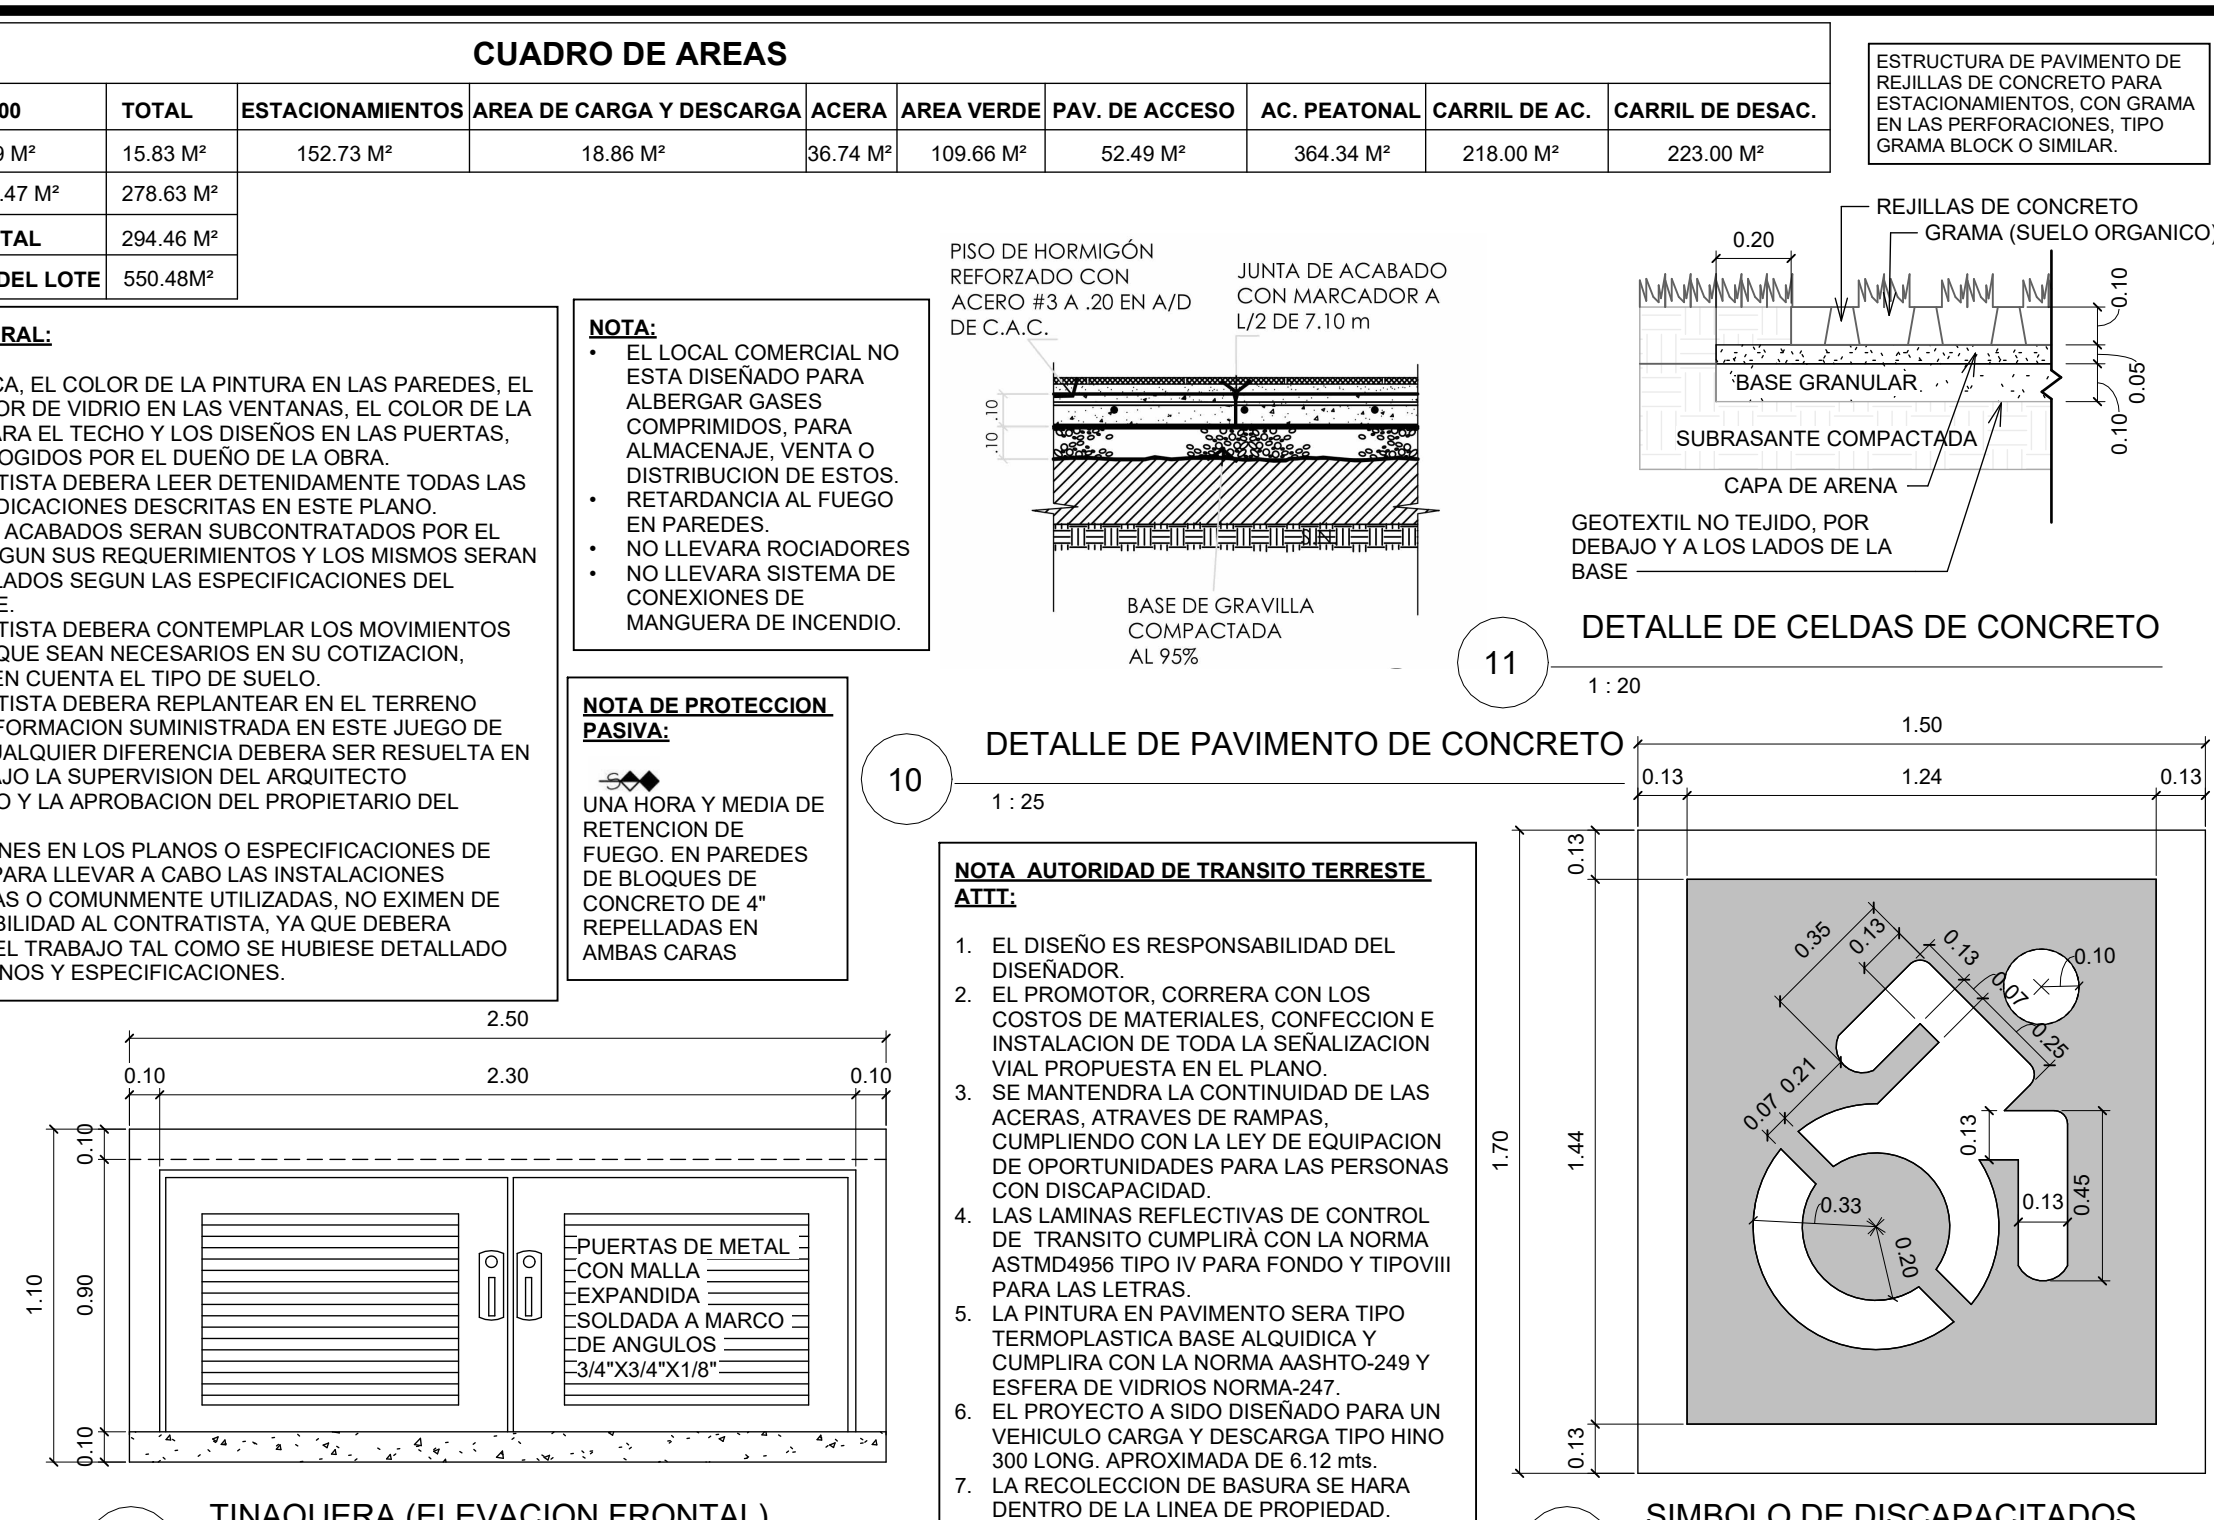 CUADRO DE AREAS
00 TOTAL ESTACIONAMIENTOS AREA DE CARGA Y DESCARGA ACERA AREA VERDE PAV. DE ACCESO AC. PEATONAL CARRIL DE AC. CARRIL DE DESAC.
9 M² 15.83 M² 152.73 M² 18.86 M² 36.74 M² 109.66 M² 52.49 M² 364.34 M² 218.00 M² 223.00 M²
.47 M² 278.63 M²
TAL 294.46 M²
DEL LOTE 550.48M²
ESTRUCTURA DE PAVIMENTO DE
REJILLAS DE CONCRETO PARA
ESTACIONAMIENTOS, CON GRAMA
EN LAS PERFORACIONES, TIPO
GRAMA BLOCK O SIMILAR.
RAL:
CA, EL COLOR DE LA PINTURA EN LAS PAREDES, EL
OR DE VIDRIO EN LAS VENTANAS, EL COLOR DE LA
ARA EL TECHO Y LOS DISEÑOS EN LAS PUERTAS,
OGIDOS POR EL DUEÑO DE LA OBRA.
TISTA DEBERA LEER DETENIDAMENTE TODAS LAS
DICACIONES DESCRITAS EN ESTE PLANO.
ACABADOS SERAN SUBCONTRATADOS POR EL
GUN SUS REQUERIMIENTOS Y LOS MISMOS SERAN
LADOS SEGUN LAS ESPECIFICACIONES DEL
E.
TISTA DEBERA CONTEMPLAR LOS MOVIMIENTOS
QUE SEAN NECESARIOS EN SU COTIZACION,
EN CUENTA EL TIPO DE SUELO.
TISTA DEBERA REPLANTEAR EN EL TERRENO
FORMACION SUMINISTRADA EN ESTE JUEGO DE
UALQUIER DIFERENCIA DEBERA SER RESUELTA EN
AJO LA SUPERVISION DEL ARQUITECTO
O Y LA APROBACION DEL PROPIETARIO DEL
NES EN LOS PLANOS O ESPECIFICACIONES DE
PARA LLEVAR A CABO LAS INSTALACIONES
AS O COMUNMENTE UTILIZADAS, NO EXIMEN DE
BILIDAD AL CONTRATISTA, YA QUE DEBERA
EL TRABAJO TAL COMO SE HUBIESE DETALLADO
NOS Y ESPECIFICACIONES.
NOTA:
• EL LOCAL COMERCIAL NO
ESTA DISEÑADO PARA
ALBERGAR GASES
COMPRIMIDOS, PARA
ALMACENAJE, VENTA O
DISTRIBUCION DE ESTOS.
• RETARDANCIA AL FUEGO
EN PAREDES.
• NO LLEVARA ROCIADORES
• NO LLEVARA SISTEMA DE
CONEXIONES DE
MANGUERA DE INCENDIO.
NOTA DE PROTECCION
PASIVA:
S
UNA HORA Y MEDIA DE
RETENCION DE
FUEGO. EN PAREDES
DE BLOQUES DE
CONCRETO DE 4"
REPELLADAS EN
AMBAS CARAS
PISO DE HORMIGÓN
REFORZADO CON
ACERO #3 A .20 EN A/D
DE C.A.C.
JUNTA DE ACABADO
CON MARCADOR A
L/2 DE 7.10 m
.10
.10
S.N.
BASE DE GRAVILLA
COMPACTADA
AL 95%
10
DETALLE DE PAVIMENTO DE CONCRETO
1 : 25
REJILLAS DE CONCRETO
GRAMA (SUELO ORGANICO)
0.20
0.10
0.05
0.10
BASE GRANULAR
SUBRASANTE COMPACTADA
CAPA DE ARENA
GEOTEXTIL NO TEJIDO, POR
DEBAJO Y A LOS LADOS DE LA
BASE
11
DETALLE DE CELDAS DE CONCRETO
1 : 20
NOTA AUTORIDAD DE TRANSITO TERRESTE
ATTT:
1. EL DISEÑO ES RESPONSABILIDAD DEL
DISEÑADOR.
2. EL PROMOTOR, CORRERA CON LOS
COSTOS DE MATERIALES, CONFECCION E
INSTALACION DE TODA LA SEÑALIZACION
VIAL PROPUESTA EN EL PLANO.
3. SE MANTENDRA LA CONTINUIDAD DE LAS
ACERAS, ATRAVES DE RAMPAS,
CUMPLIENDO CON LA LEY DE EQUIPACION
DE OPORTUNIDADES PARA LAS PERSONAS
CON DISCAPACIDAD.
4. LAS LAMINAS REFLECTIVAS DE CONTROL
DE TRANSITO CUMPLIRÀ CON LA NORMA
ASTMD4956 TIPO IV PARA FONDO Y TIPOVIII
PARA LAS LETRAS.
5. LA PINTURA EN PAVIMENTO SERA TIPO
TERMOPLASTICA BASE ALQUIDICA Y
CUMPLIRA CON LA NORMA AASHTO-249 Y
ESFERA DE VIDRIOS NORMA-247.
6. EL PROYECTO A SIDO DISEÑADO PARA UN
VEHICULO CARGA Y DESCARGA TIPO HINO
300 LONG. APROXIMADA DE 6.12 mts.
7. LA RECOLECCION DE BASURA SE HARA
DENTRO DE LA LINEA DE PROPIEDAD.
2.50
0.10 2.30 0.10
0.10
1.10
0.90
0.10
PUERTAS DE METAL
CON MALLA
EXPANDIDA
SOLDADA A MARCO
DE ANGULOS
3/4"X3/4"X1/8"
TINAQUERA (ELEVACION FRONTAL)
1.50
0.13 1.24 0.13
0.13
1.70
1.44
0.13
0.35
0.13
0.13
0.07
0.10
0.25
0.21
0.07
0.13
0.33
0.20
0.13
0.45
SIMBOLO DE DISCAPACITADOS